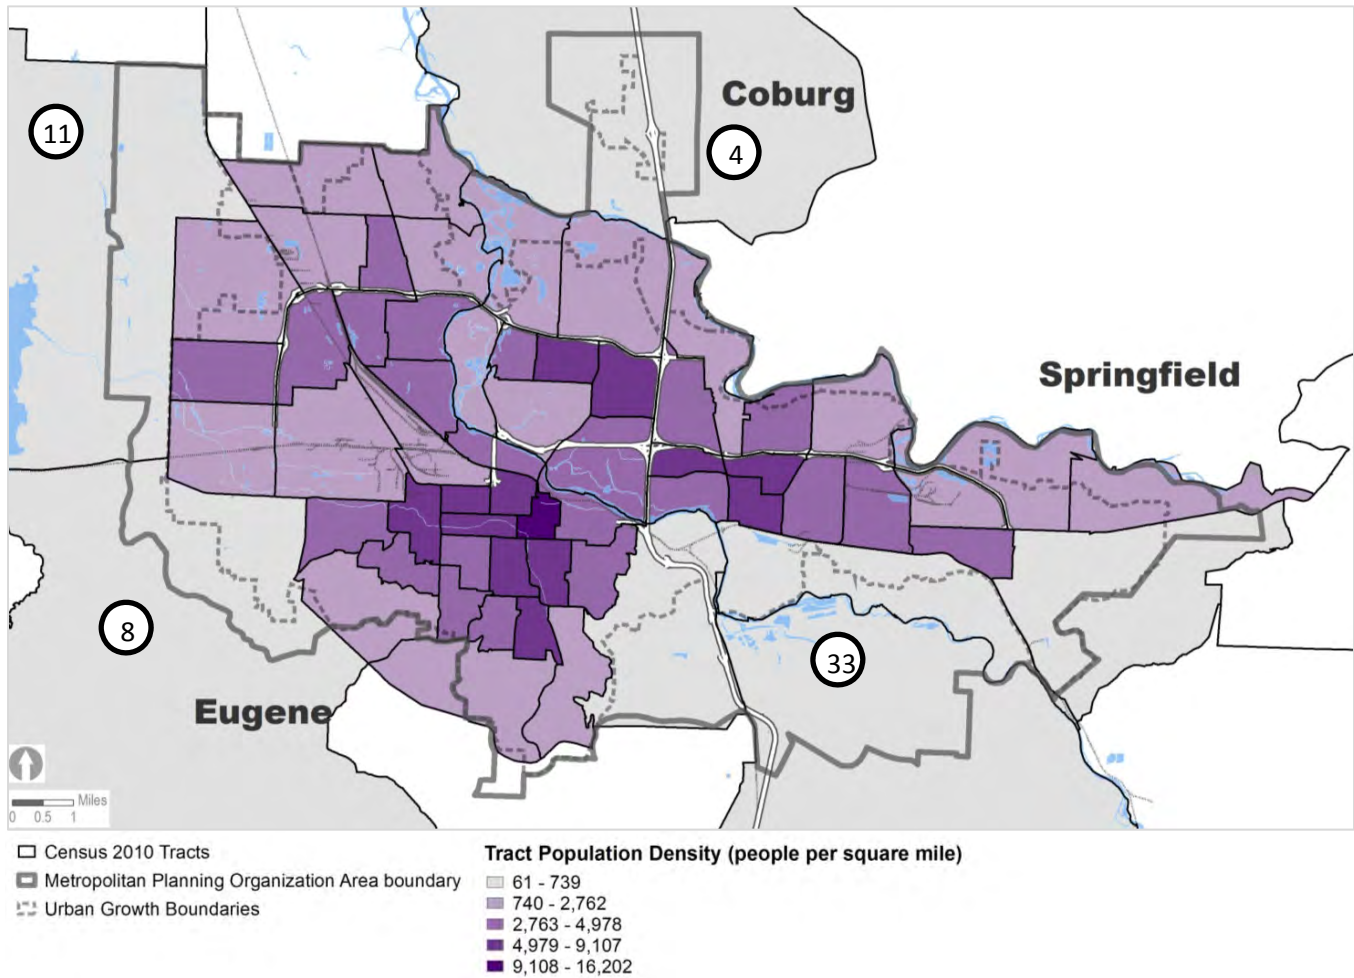 Coburg
11
4
Springfield
8
33
Eugene
Miles
0 0.5 1
Census 2010 Tracts
Metropolitan Planning Organization Area boundary
Urban Growth Boundaries
Tract Population Density (people per square mile)
61 - 739
740 - 2,762
2,763 - 4,978
4,979 - 9,107
9,108 - 16,202